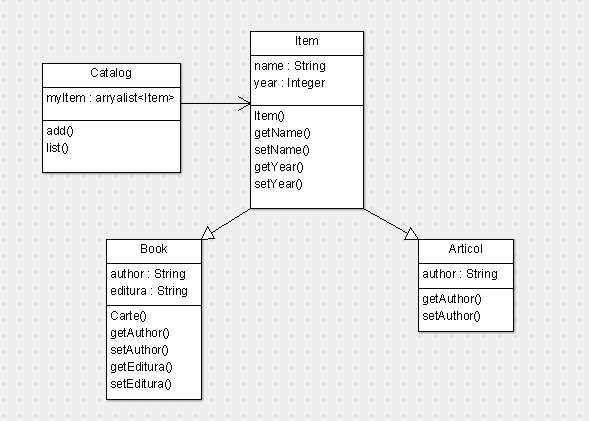 Item
name : String
year : Integer
Item()
getName()
setName()
getYear()
setYear()
Catalog
myItem : arryalist<Item>
add()
list()
Book
author : String
editura : String
Carte()
getAuthor()
setAuthor()
getEditura()
setEditura()
Articol
author : String
getAuthor()
setAuthor()